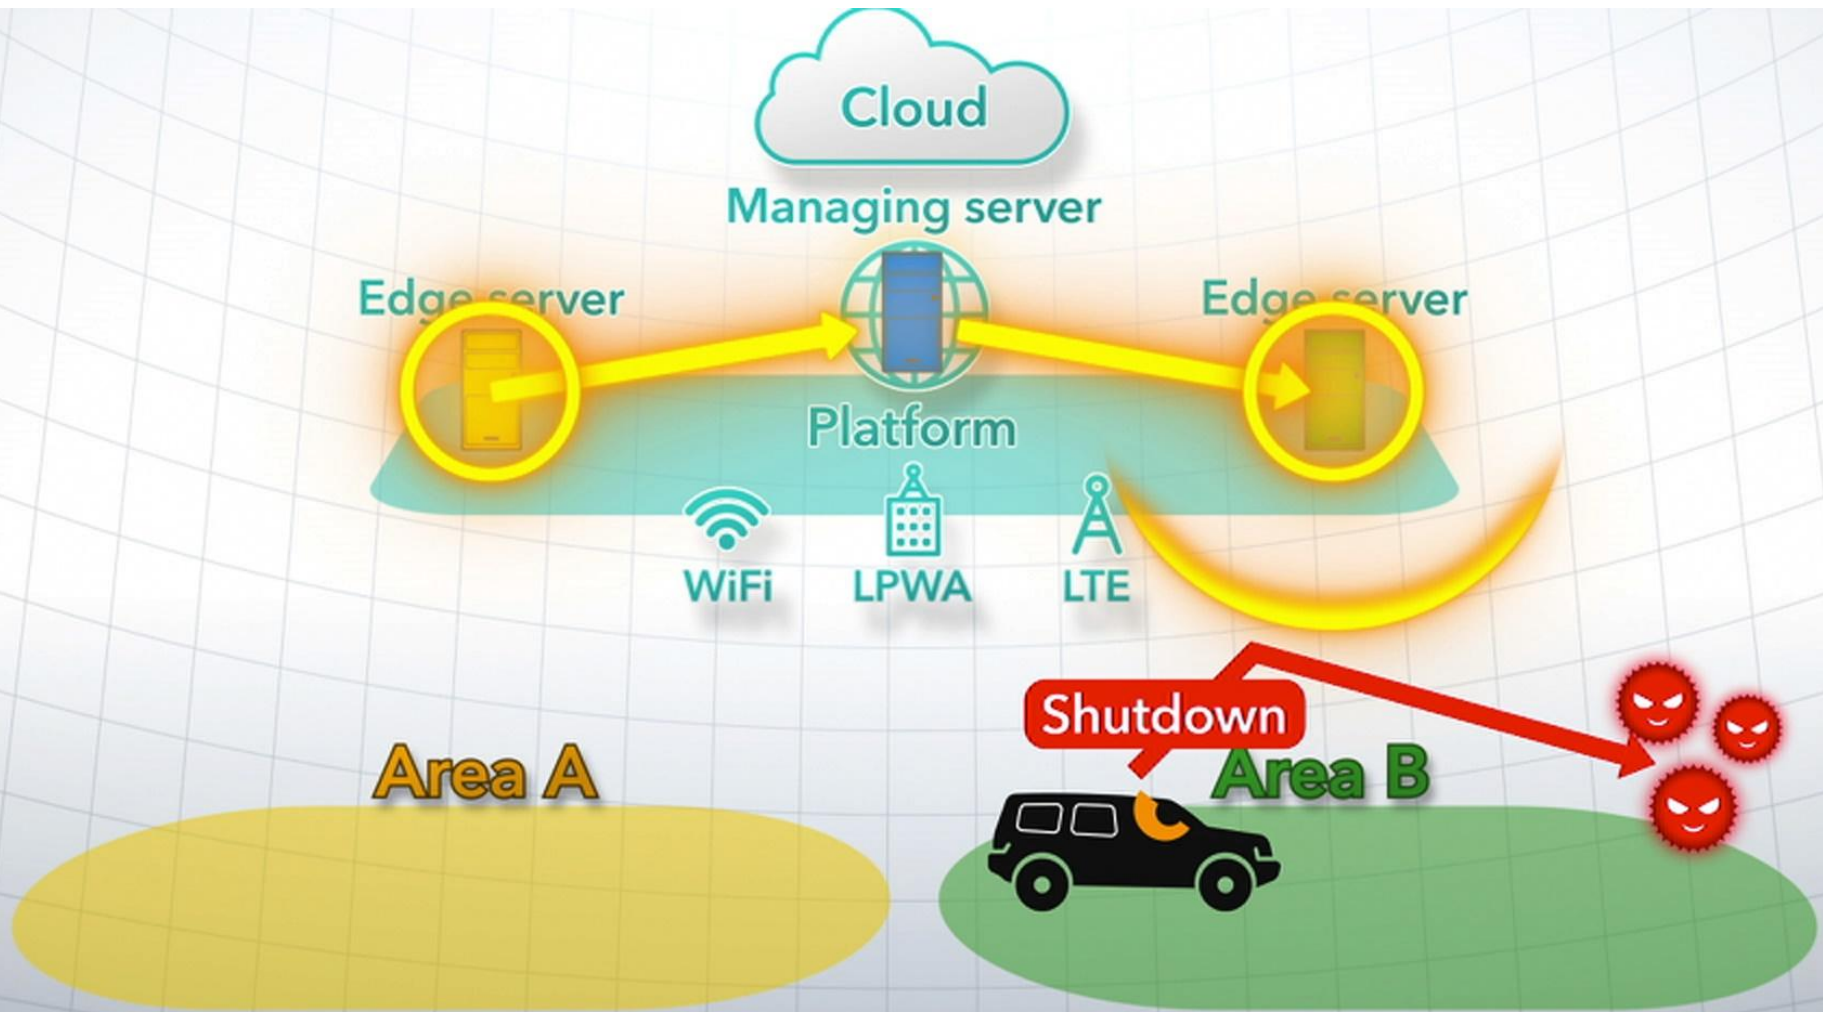 Cloud
Managing server
Edge server
Edge server
Platform
WiFi
LPWA
LTE
Shutdown
Area A
Area B